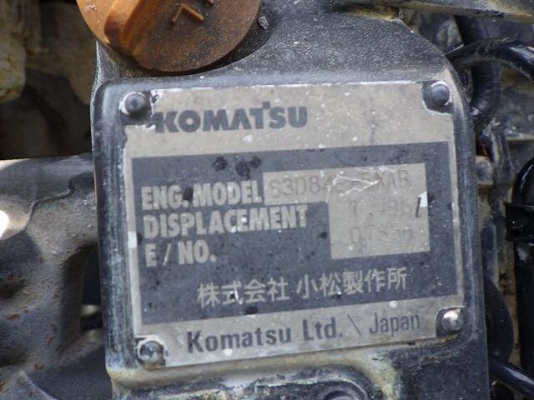 KOMATSU
ENG. MODEL
DISPLACEMENT
E/NO.
株式会社 小松製作所
Komatsu Ltd. \ Japan